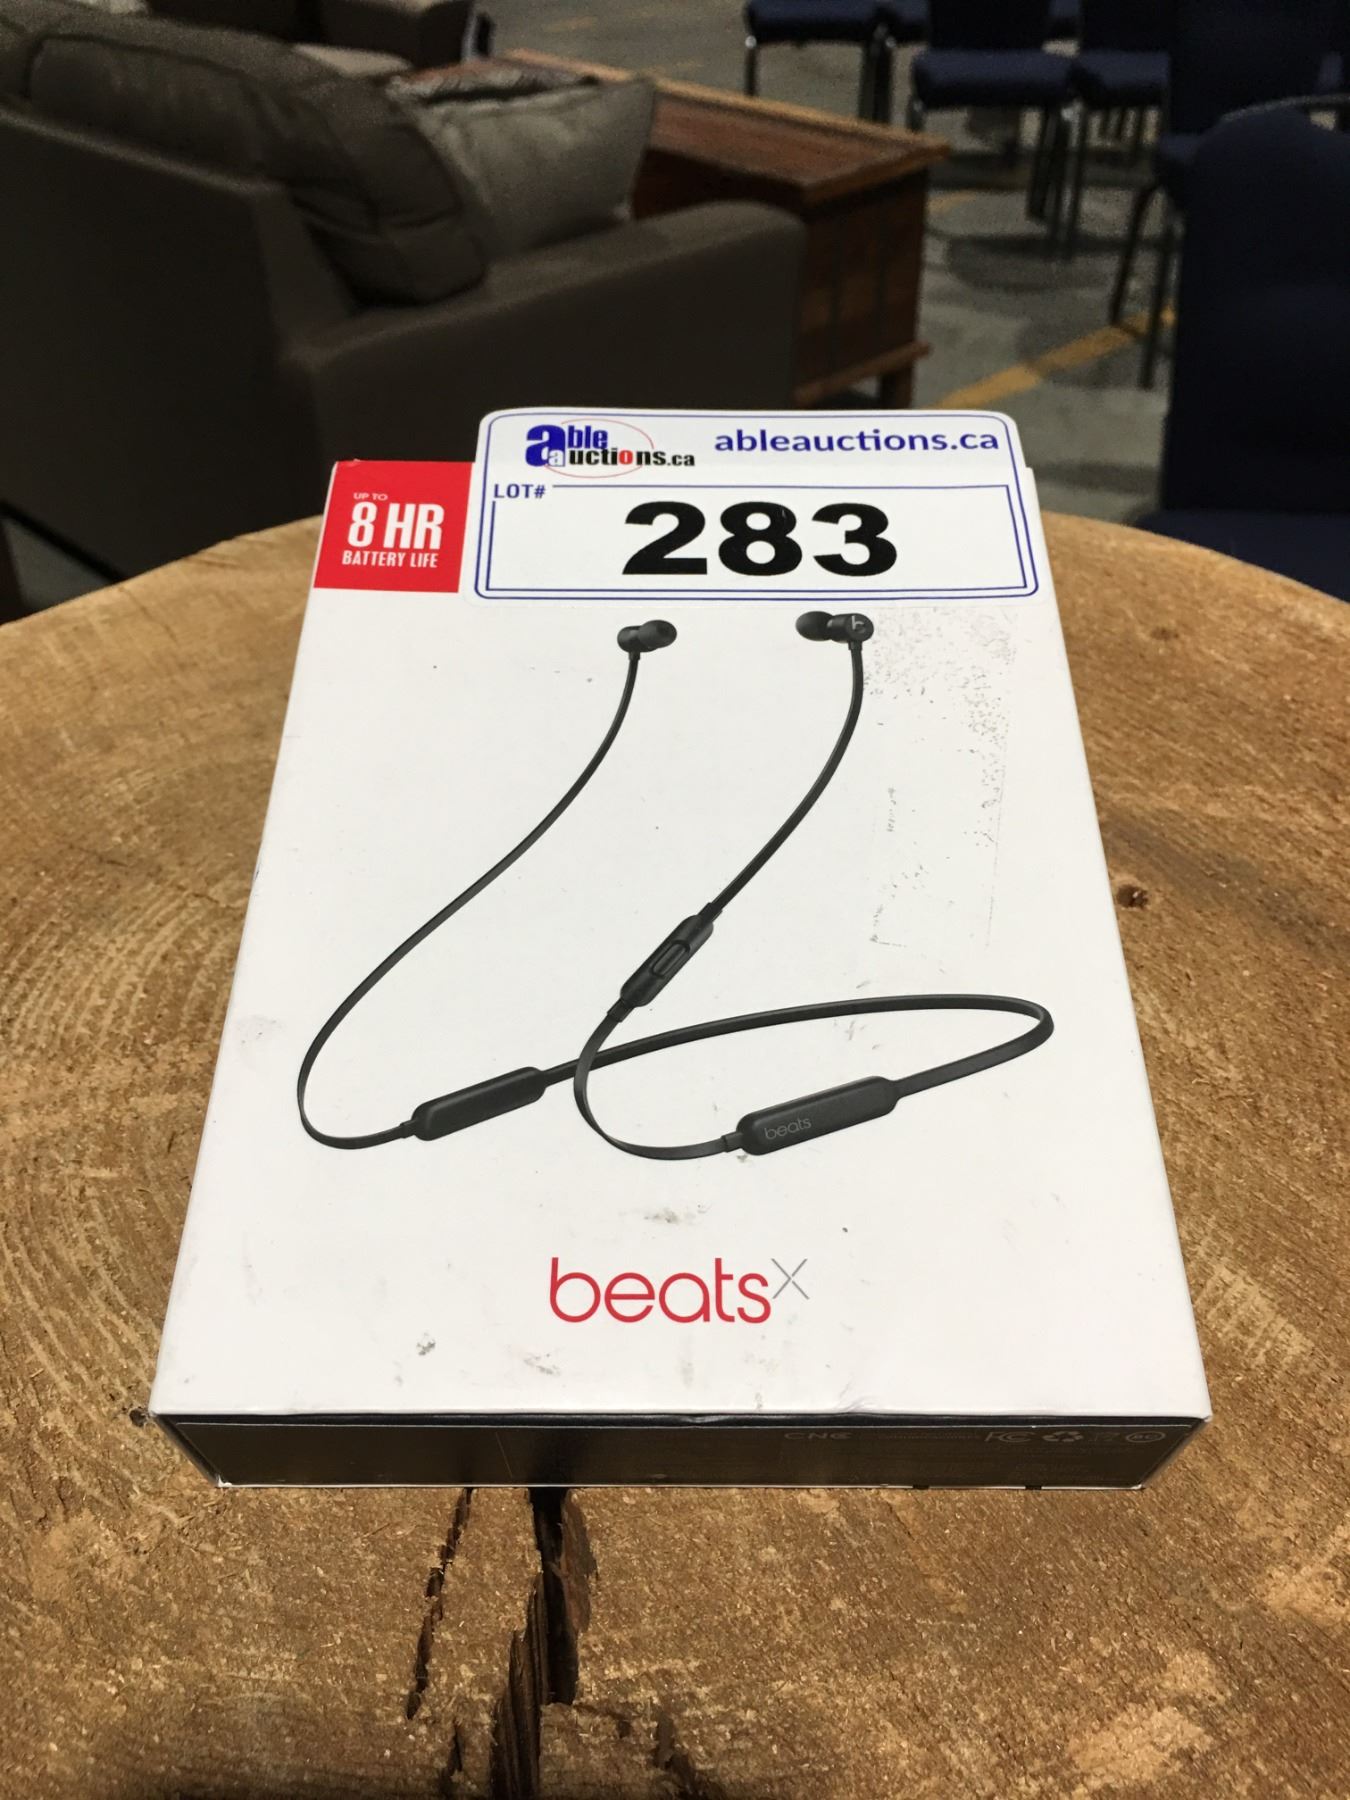 able auctions.ca
ableauctions.ca
LOT#
283
UP TO
8 HR
BATTERY LIFE
b
beats
beatsX